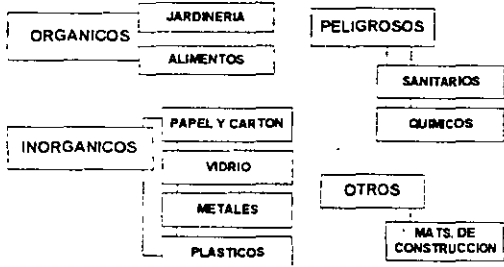 ORGANICOS
JARDINERIA
ALIMENTOS
INORGANICOS
PAPEL Y CARTON
VIDRIO
METALES
PLASTICOS
PELIGROSOS
SANITARIOS
QUIMICOS
OTROS
MATS. DE
CONSTRUCCION